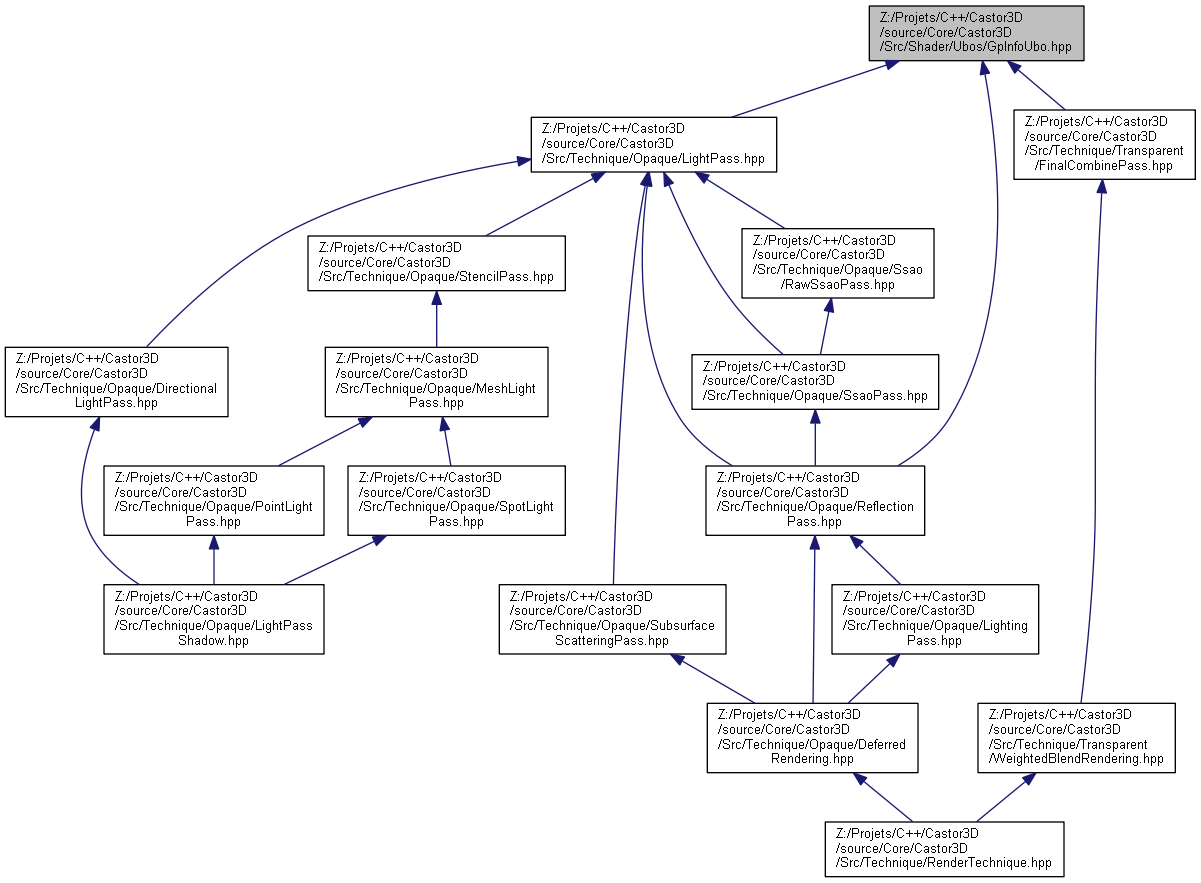 Z:/Projets/C++/Castor3D
/source/Core/Castor3D
/Src/Shader/Ubos/GpInfoUbo.hpp
Z:/Projets/C++/Castor3D
/source/Core/Castor3D
/Src/Technique/Opaque/LightPass.hpp
Z:/Projets/C++/Castor3D
/source/Core/Castor3D
/Src/Technique/Transparent
/FinalCombinePass.hpp
Z:/Projets/C++/Castor3D
/source/Core/Castor3D
/Src/Technique/Opaque/StencilPass.hpp
Z:/Projets/C++/Castor3D
/source/Core/Castor3D
/Src/Technique/Opaque/Ssao
/RawSsaoPass.hpp
Z:/Projets/C++/Castor3D
/source/Core/Castor3D
/Src/Technique/Opaque/Directional
LightPass.hpp
Z:/Projets/C++/Castor3D
/source/Core/Castor3D
/Src/Technique/Opaque/MeshLight
Pass.hpp
Z:/Projets/C++/Castor3D
/source/Core/Castor3D
/Src/Technique/Opaque/SsaoPass.hpp
Z:/Projets/C++/Castor3D
/source/Core/Castor3D
/Src/Technique/Opaque/PointLight
Pass.hpp
Z:/Projets/C++/Castor3D
/source/Core/Castor3D
/Src/Technique/Opaque/SpotLight
Pass.hpp
Z:/Projets/C++/Castor3D
/source/Core/Castor3D
/Src/Technique/Opaque/Reflection
Pass.hpp
Z:/Projets/C++/Castor3D
/source/Core/Castor3D
/Src/Technique/Opaque/LightPass
Shadow.hpp
Z:/Projets/C++/Castor3D
/source/Core/Castor3D
/Src/Technique/Opaque/Subsurface
ScatteringPass.hpp
Z:/Projets/C++/Castor3D
/source/Core/Castor3D
/Src/Technique/Opaque/Lighting
Pass.hpp
Z:/Projets/C++/Castor3D
/source/Core/Castor3D
/Src/Technique/Opaque/Deferred
Rendering.hpp
Z:/Projets/C++/Castor3D
/source/Core/Castor3D
/Src/Technique/Transparent
/WeightedBlendRendering.hpp
Z:/Projets/C++/Castor3D
/source/Core/Castor3D
/Src/Technique/RenderTechnique.hpp